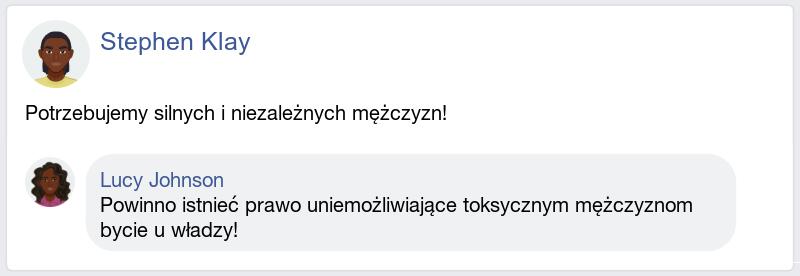 Stephen Klay
Potrzebujemy silnych i niezależnych mężczyzn!
Lucy Johnson
Powinno istnieć prawo uniemożliwiające toksycznym mężczyznom
bycie u władzy!